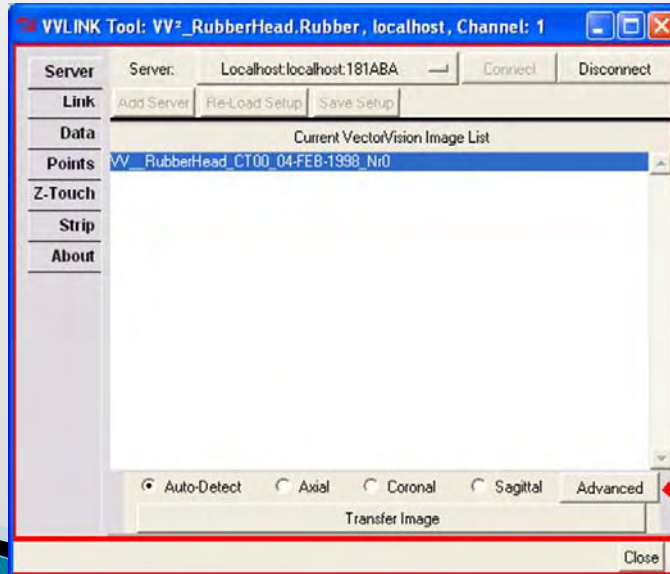 VVLINK Tool: VV²_RubberHead.Rubber, localhost, Channel: 1
Server
Link
Data
Points
Z-Touch
Strip
About
Server: Localhost:localhost:181ABA Connect Disconnect
Add Server Re-Load Setup Save Setup
Current VectorVision Image List
VV__RubberHead_CT00_04-FEB-1998_Nr0
Auto-Detect Axial Coronal Sagittal Advanced
Transfer Image
Close